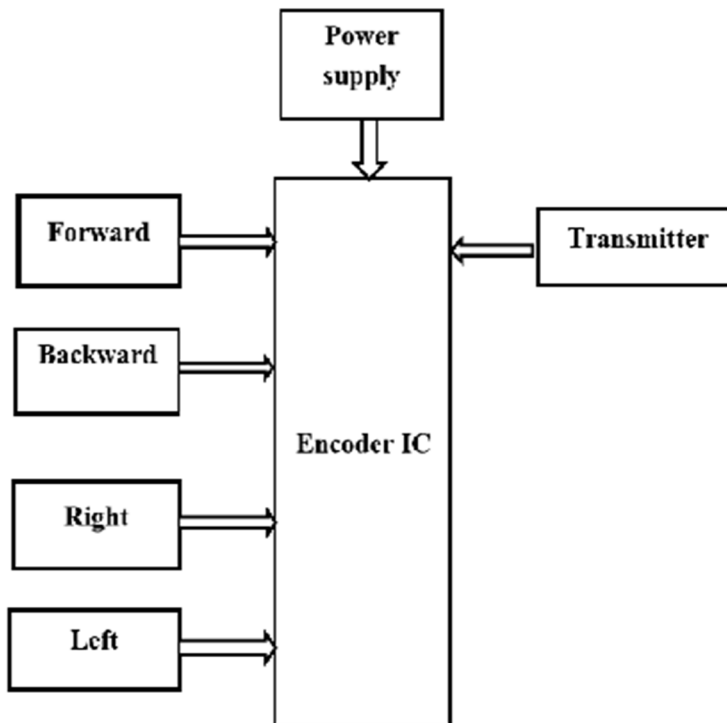 Power
supply
Forward
Transmitter
Backward
Encoder IC
Right
Left